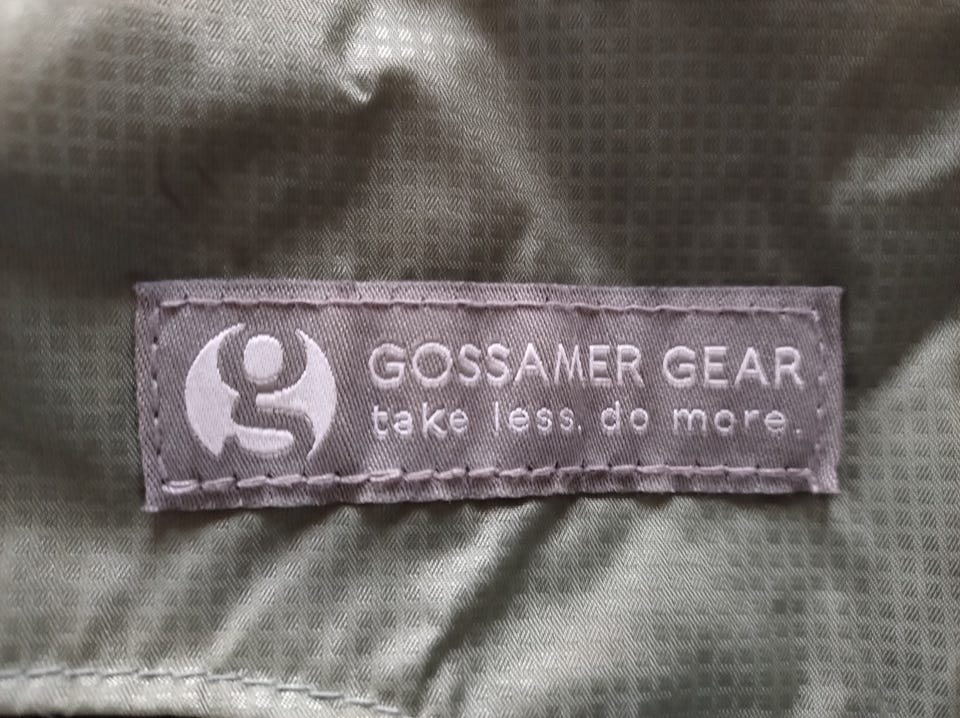 g
GOSSAMER GEAR
take less. do more.